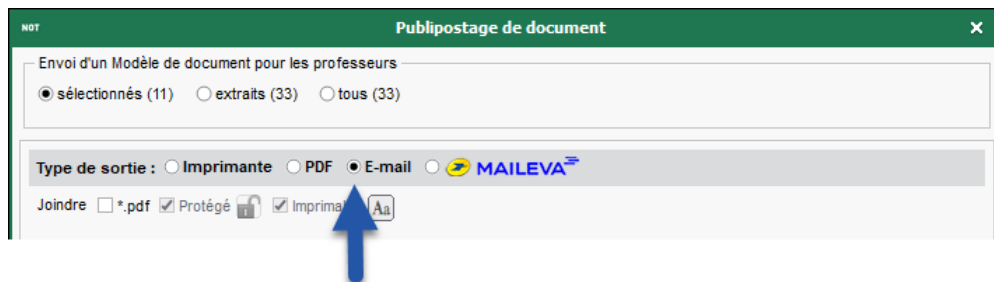 NOT Publipostage de document
Envoi d'un Modèle de document pour les professeurs
sélectionnés (11) extraits (33) tous (33)
Type de sortie : Imprimante PDF E-mail MAILEVA
Joindre *.pdf Protégé Aa